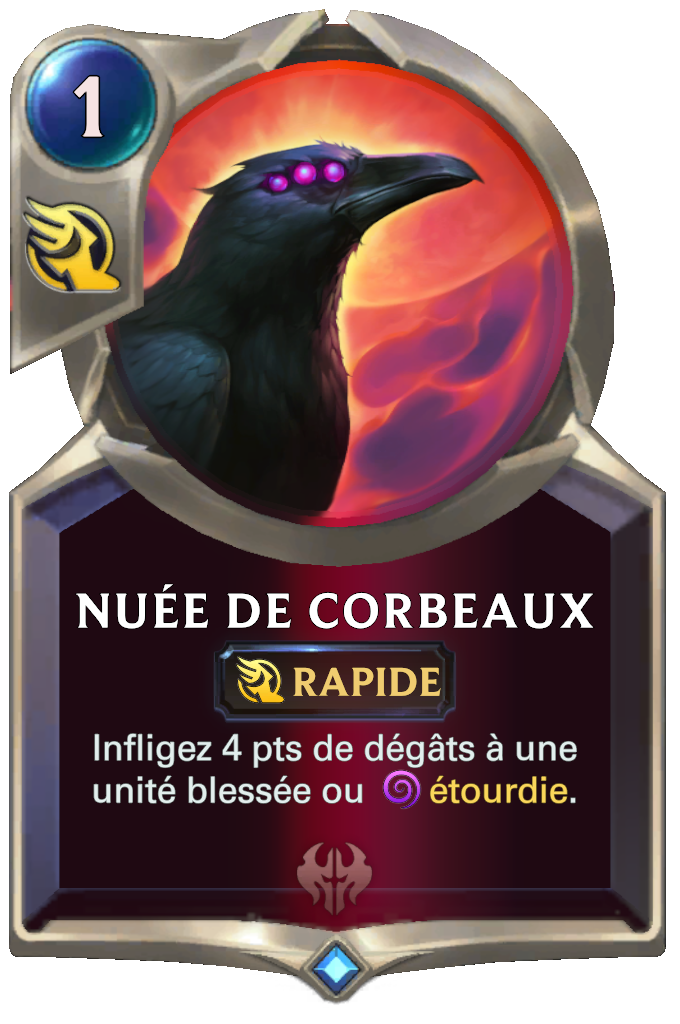 1
NUÉE DE CORBEAUX
RAPIDE
Infligez 4 pts de dégâts à une
unité blessée ou étourdie.